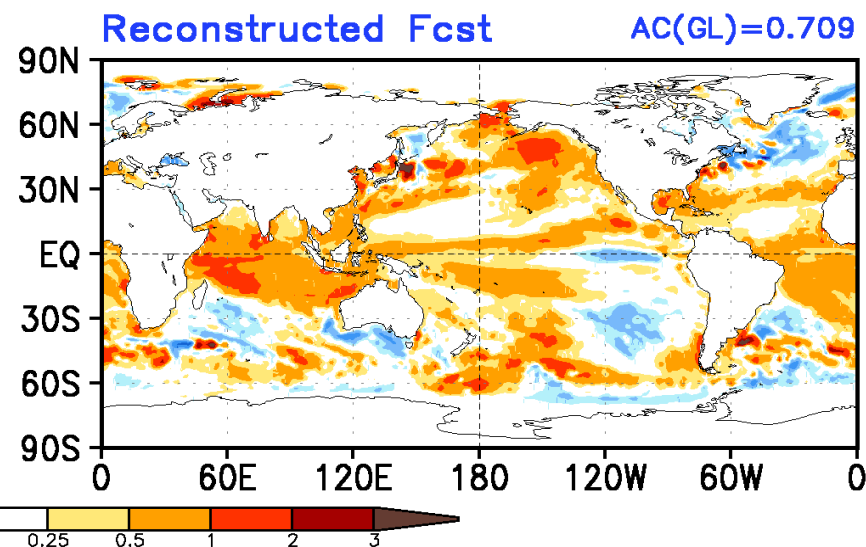 Reconstructed Fcst AC(GL)=0.709
90N
60N
30N
EQ
30S
60S
90S
0 60E 120E 180 120W 60W 0
0.25 0.5 1 2 3